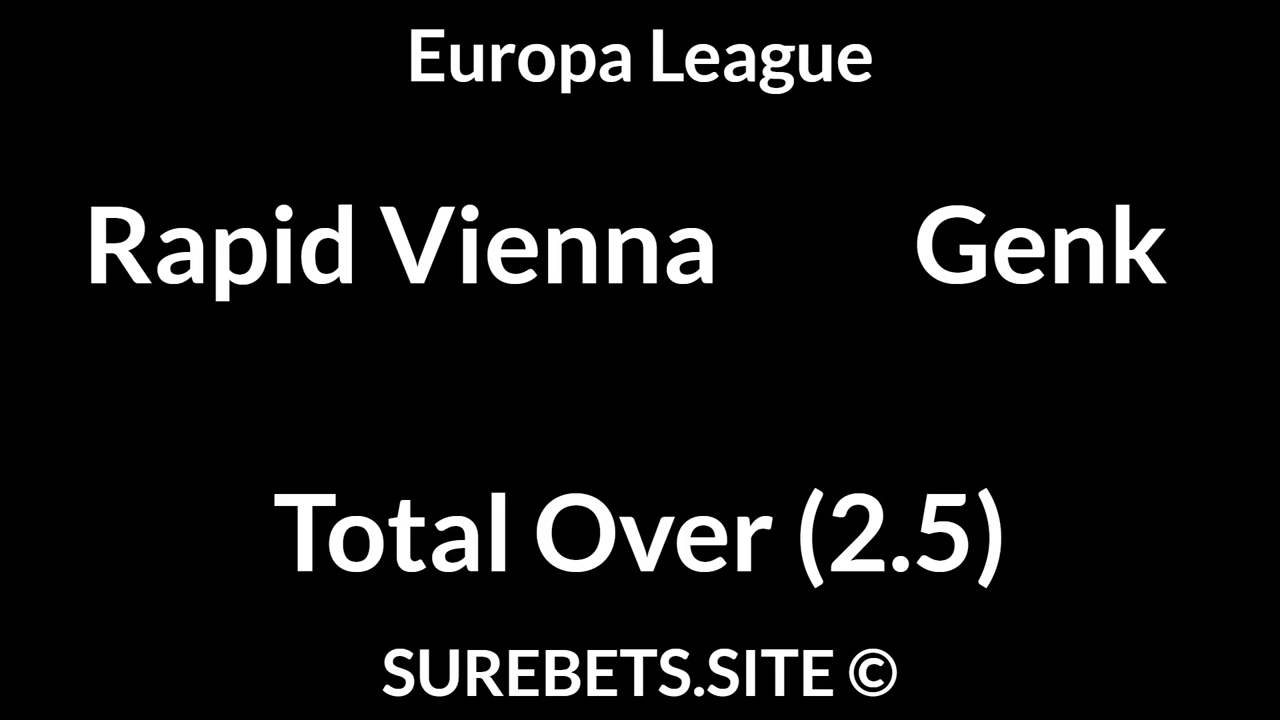 Europa League
Rapid Vienna Genk
Total Over (2.5)
SUREBETS.SITE ©